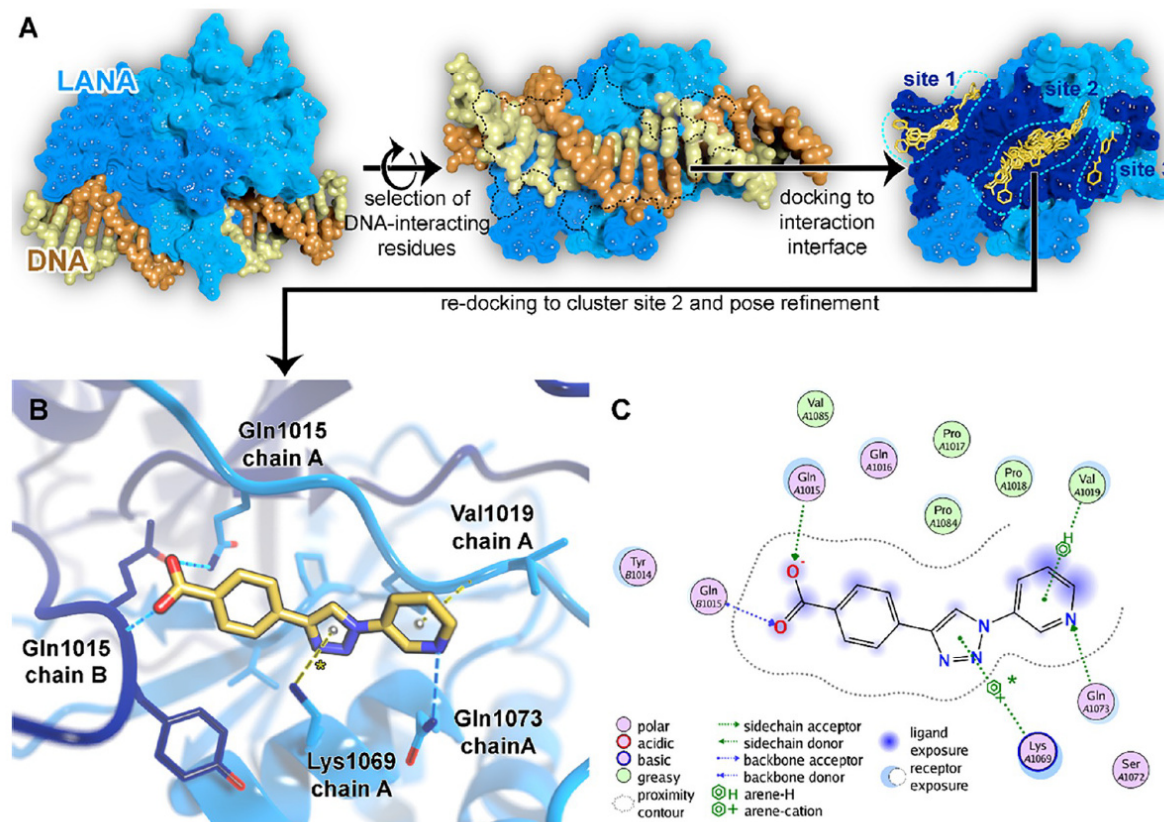 A
LANA
DNA
selection of
DNA-interacting
residues
docking to
interaction
interface
site 1
site 2
site
re-docking to cluster site 2 and pose refinement
B
Gln1015
chain A
Val1019
chain A
Gln1015
chain B
*
Lys1069
chain A
Gln1073
chainA
C
Val
A1085
Gln
A1015
Gln
A1016
Pro
A1017
Pro
A1018
Val
A1019
Pro
A1084
Tyr
B1014
Gln
B1015
H
O-
O
N
N
N
N
+
*
Gln
A1073
Lys
A1069
Ser
A1072
polar
acidic
basic
greasy
proximity
contour
sidechain acceptor
sidechain donor
backbone acceptor
backbone donor
H arene-H
+ arene-cation
ligand
exposure
receptor
exposure